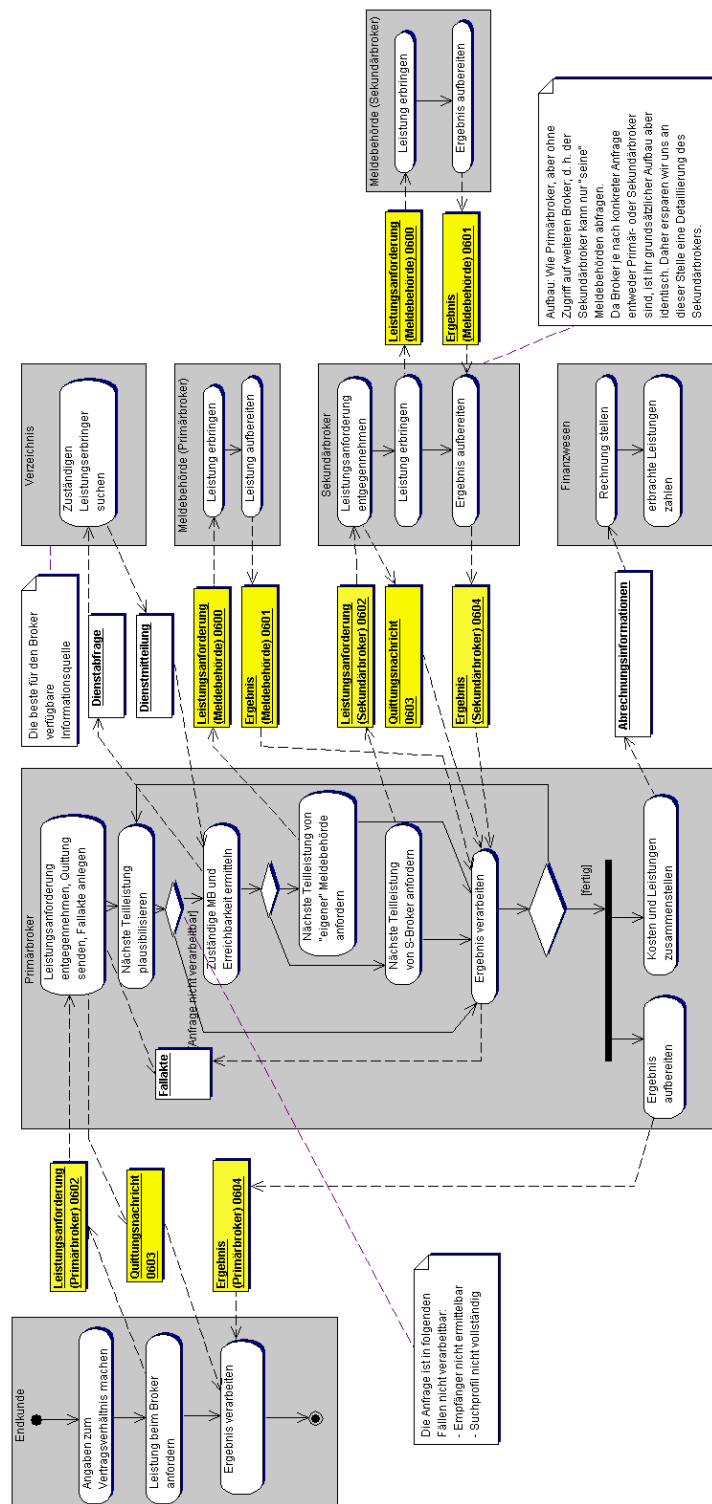 Endkunde
Angaben zum
Vertragsverhältnis machen
Leistung beim Broker
anfordern
Ergebnis verarbeiten
Leistungsanforderung
(Primärbroker) 0602
Quittungsnachricht
0603
Ergebnis
(Primärbroker) 0604
Die Anfrage ist in folgenden
Fällen nicht verarbeitbar:
- Empfänger nicht ermittelbar
- Suchprofil nicht vollständig
Primärbroker
Leistungsanforderung
entgegennehmen, Quittung
senden, Fallakte anlegen
Nächste Teilleistung
plausibilisieren
Fallakte
Anfrage nicht verarbeitbar]
Zuständige MB und
Erreichbarkeit ermitteln
Nächste Teilleistung von
"eigener" Meldebehörde
anfordern
Nächste Teilleistung
von S-Broker anfordern
Ergebnis verarbeiten
[fertig]
Ergebnis
aufbereiten
Kosten und Leistungen
zusammenstellen
Die beste für den Broker
verfügbare
Informationsquelle
Dienstabfrage
Dienstmitteilung
Leistungsanforderung
(Meldebehörde) 0600
Ergebnis
(Meldebehörde) 0601
Leistungsanforderung
(Sekundärbroker) 0602
Quittungsnachricht
0603
Ergebnis
(Sekundärbroker) 0604
Abrechnungsinformationen
Verzeichnis
Zuständigen
Leistungserbringer
suchen
Meldebehörde (Primärbroker)
Leistung erbringen
Leistung aufbereiten
Sekundärbroker
Leistungsanforderung
entgegennehmen
Leistung erbringen
Ergebnis aufbereiten
Finanzwesen
Rechnung stellen
erbrachte Leistungen
zahlen
Leistungsanforderung
(Meldebehörde) 0600
Ergebnis
(Meldebehörde) 0601
Meldebehörde (Sekundärbroker)
Leistung erbringen
Ergebnis aufbereiten
Aufbau: Wie Primärbroker, aber ohne
Zugriff auf weiteren Broker, d. h. der
Sekundärbroker kann nur "seine"
Meldebehörden abfragen.
Da Broker je nach konkreter Anfrage
entweder Primär- oder Sekundärbroker
sind, ist ihr grundsätzlicher Aufbau aber
identisch. Daher ersparen wir uns an
dieser Stelle eine Detaillierung des
Sekundärbrokers.